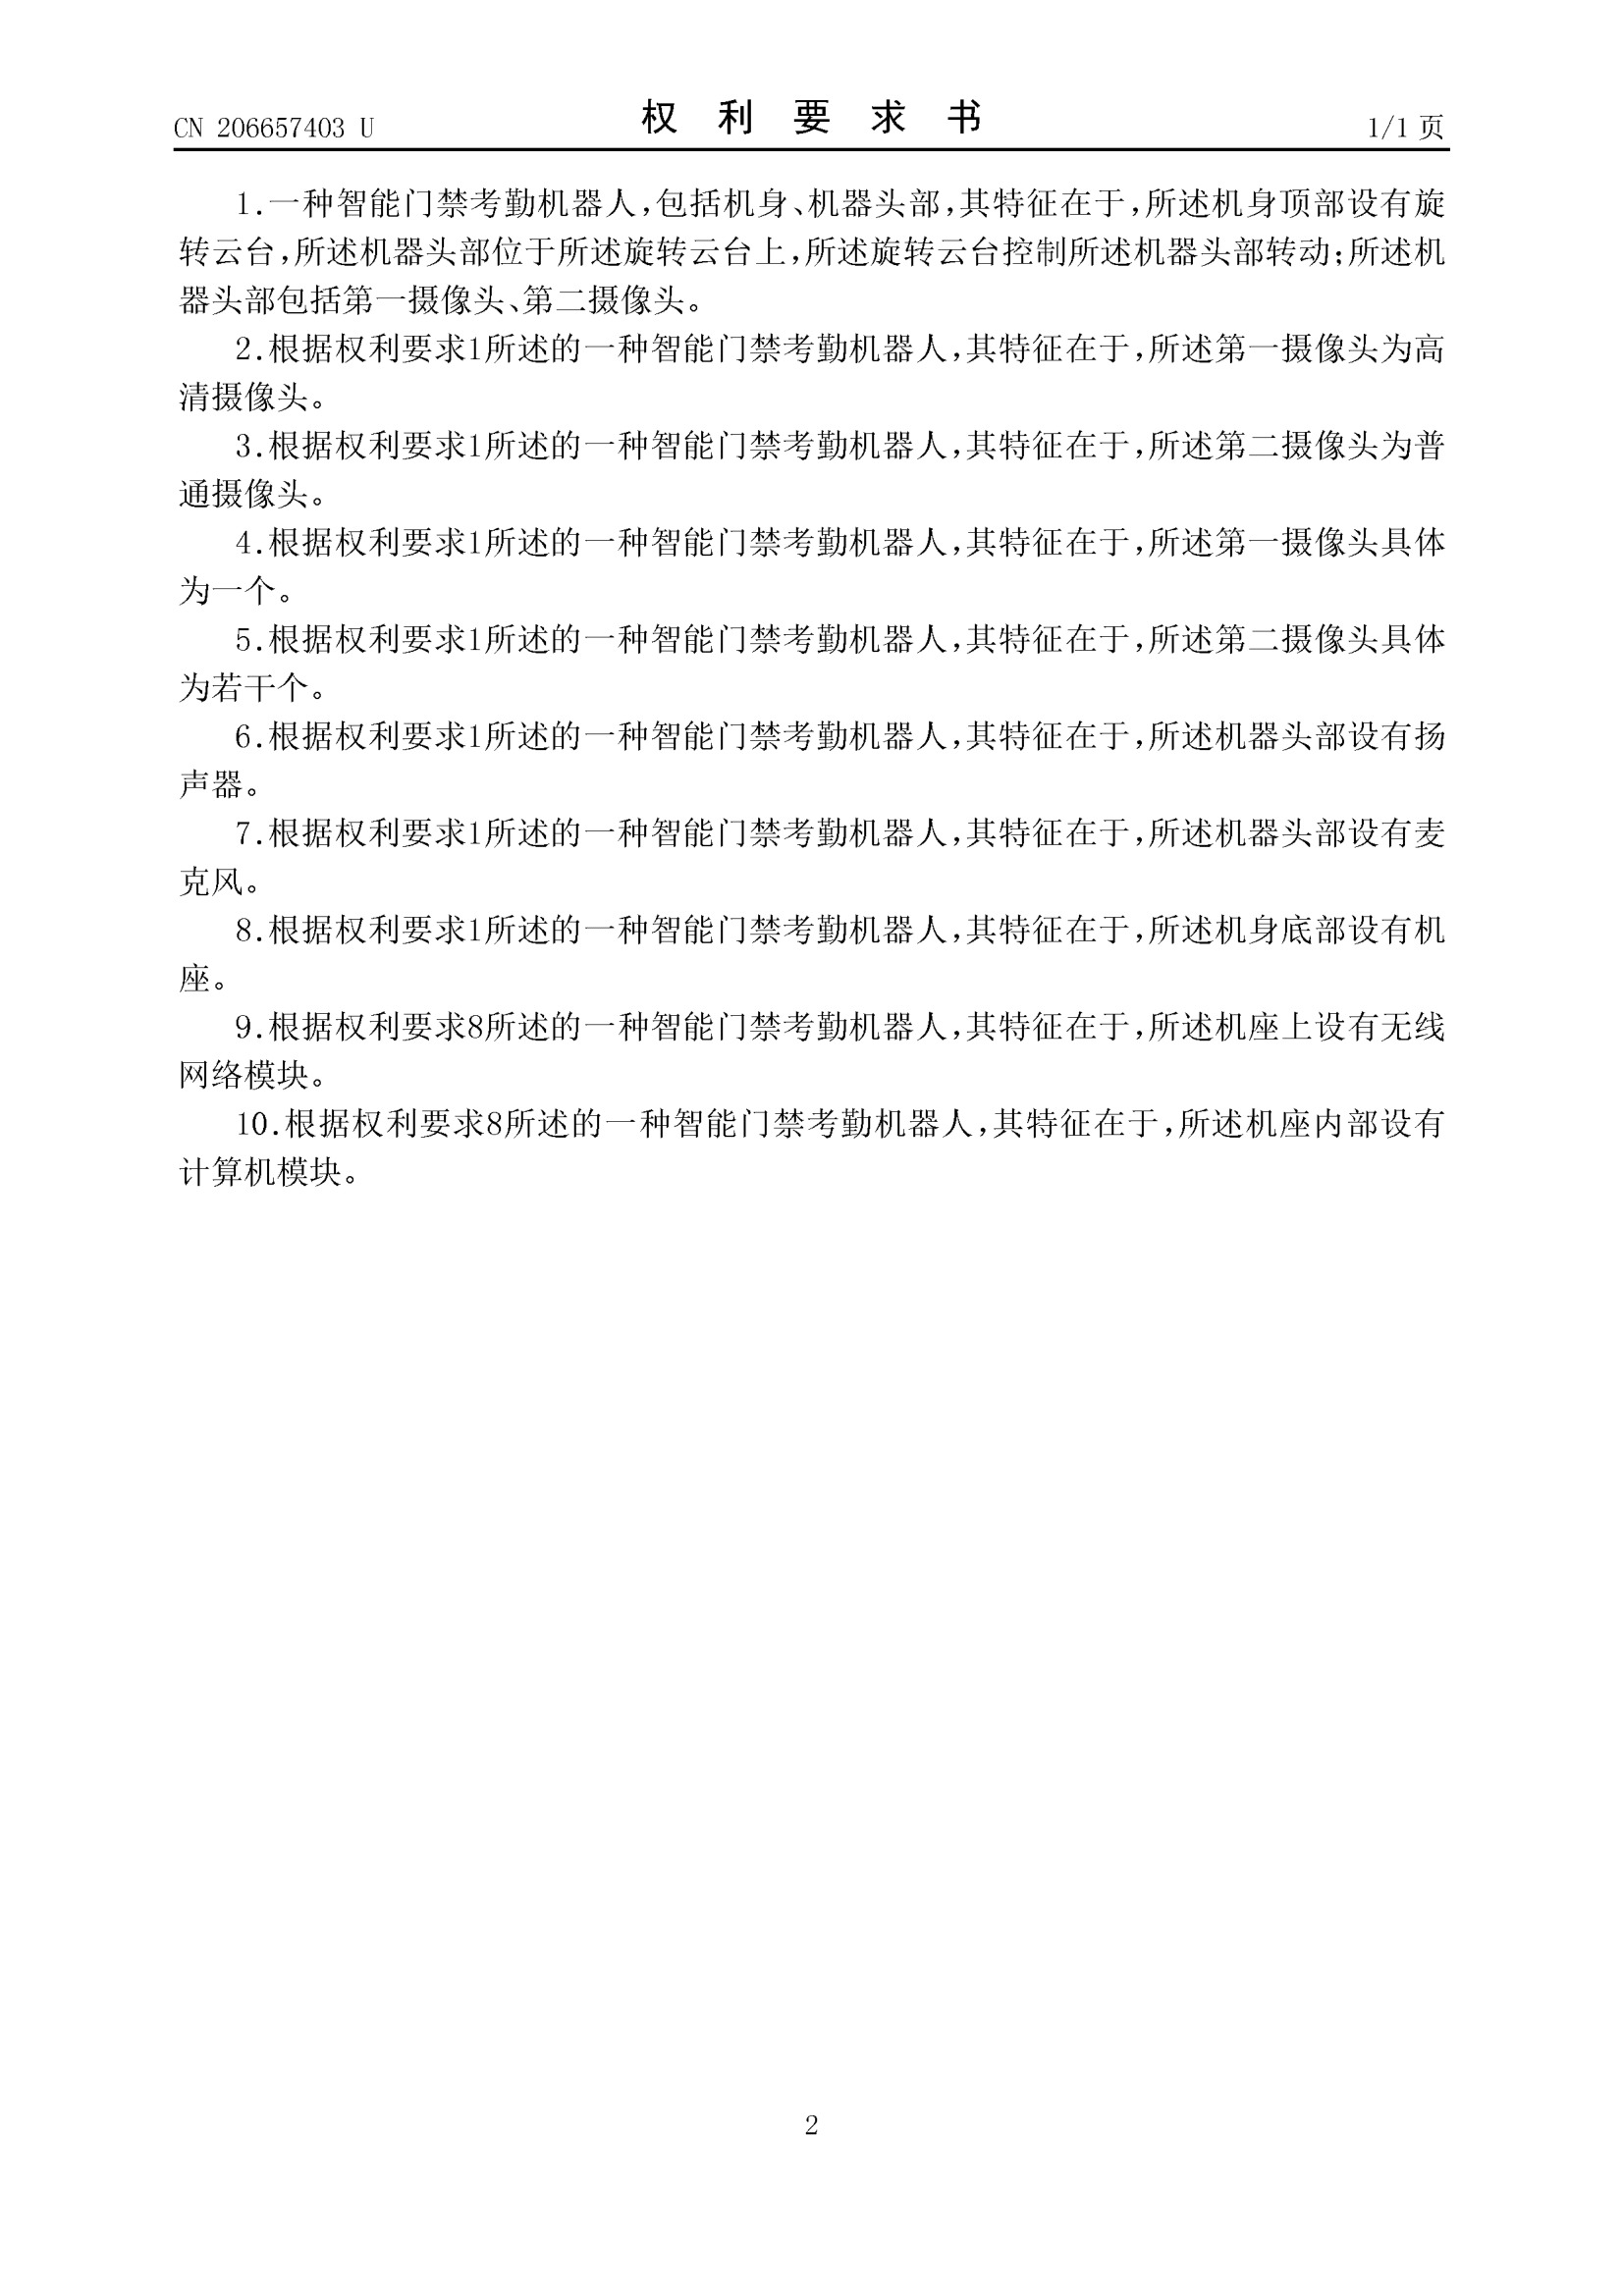 CN 206657403 U
权 利 要 求 书
1/1 页
1.一种智能门禁考勤机器人,包括机身、机器头部,其特征在于,所述机身顶部设有旋
转云台,所述机器头部位于所述旋转云台上,所述旋转云台控制所述机器头部转动;所述机
器头部包括第一摄像头、第二摄像头。
2.根据权利要求1所述的一种智能门禁考勤机器人,其特征在于,所述第一摄像头为高
清摄像头。
3.根据权利要求1所述的一种智能门禁考勤机器人,其特征在于,所述第二摄像头为普
通摄像头。
4.根据权利要求1所述的一种智能门禁考勤机器人,其特征在于,所述第一摄像头具体
为一个。
5.根据权利要求1所述的一种智能门禁考勤机器人,其特征在于,所述第二摄像头具体
为若干个。
6.根据权利要求1所述的一种智能门禁考勤机器人,其特征在于,所述机器头部设有扬
声器。
7.根据权利要求1所述的一种智能门禁考勤机器人,其特征在于,所述机器头部设有麦
克风。
8.根据权利要求1所述的一种智能门禁考勤机器人,其特征在于,所述机身底部设有机
座。
9.根据权利要求8所述的一种智能门禁考勤机器人,其特征在于,所述机座上设有无线
网络模块。
10.根据权利要求8所述的一种智能门禁考勤机器人,其特征在于,所述机座内部设有
计算机模块。
2